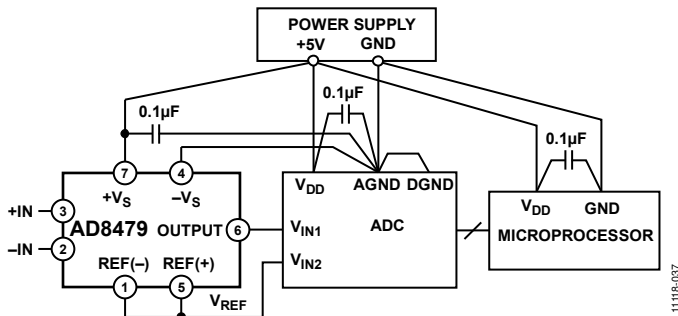 POWER SUPPLY
+5V GND
0.1µF
0.1µF
0.1µF
7 4
+VS –VS
VDD AGND DGND
VDD GND
+IN 3
AD8479 OUTPUT 6
VIN1
ADC
MICROPROCESSOR
–IN 2
VIN2
REF(–) REF(+)
1 5
VREF
11118-037